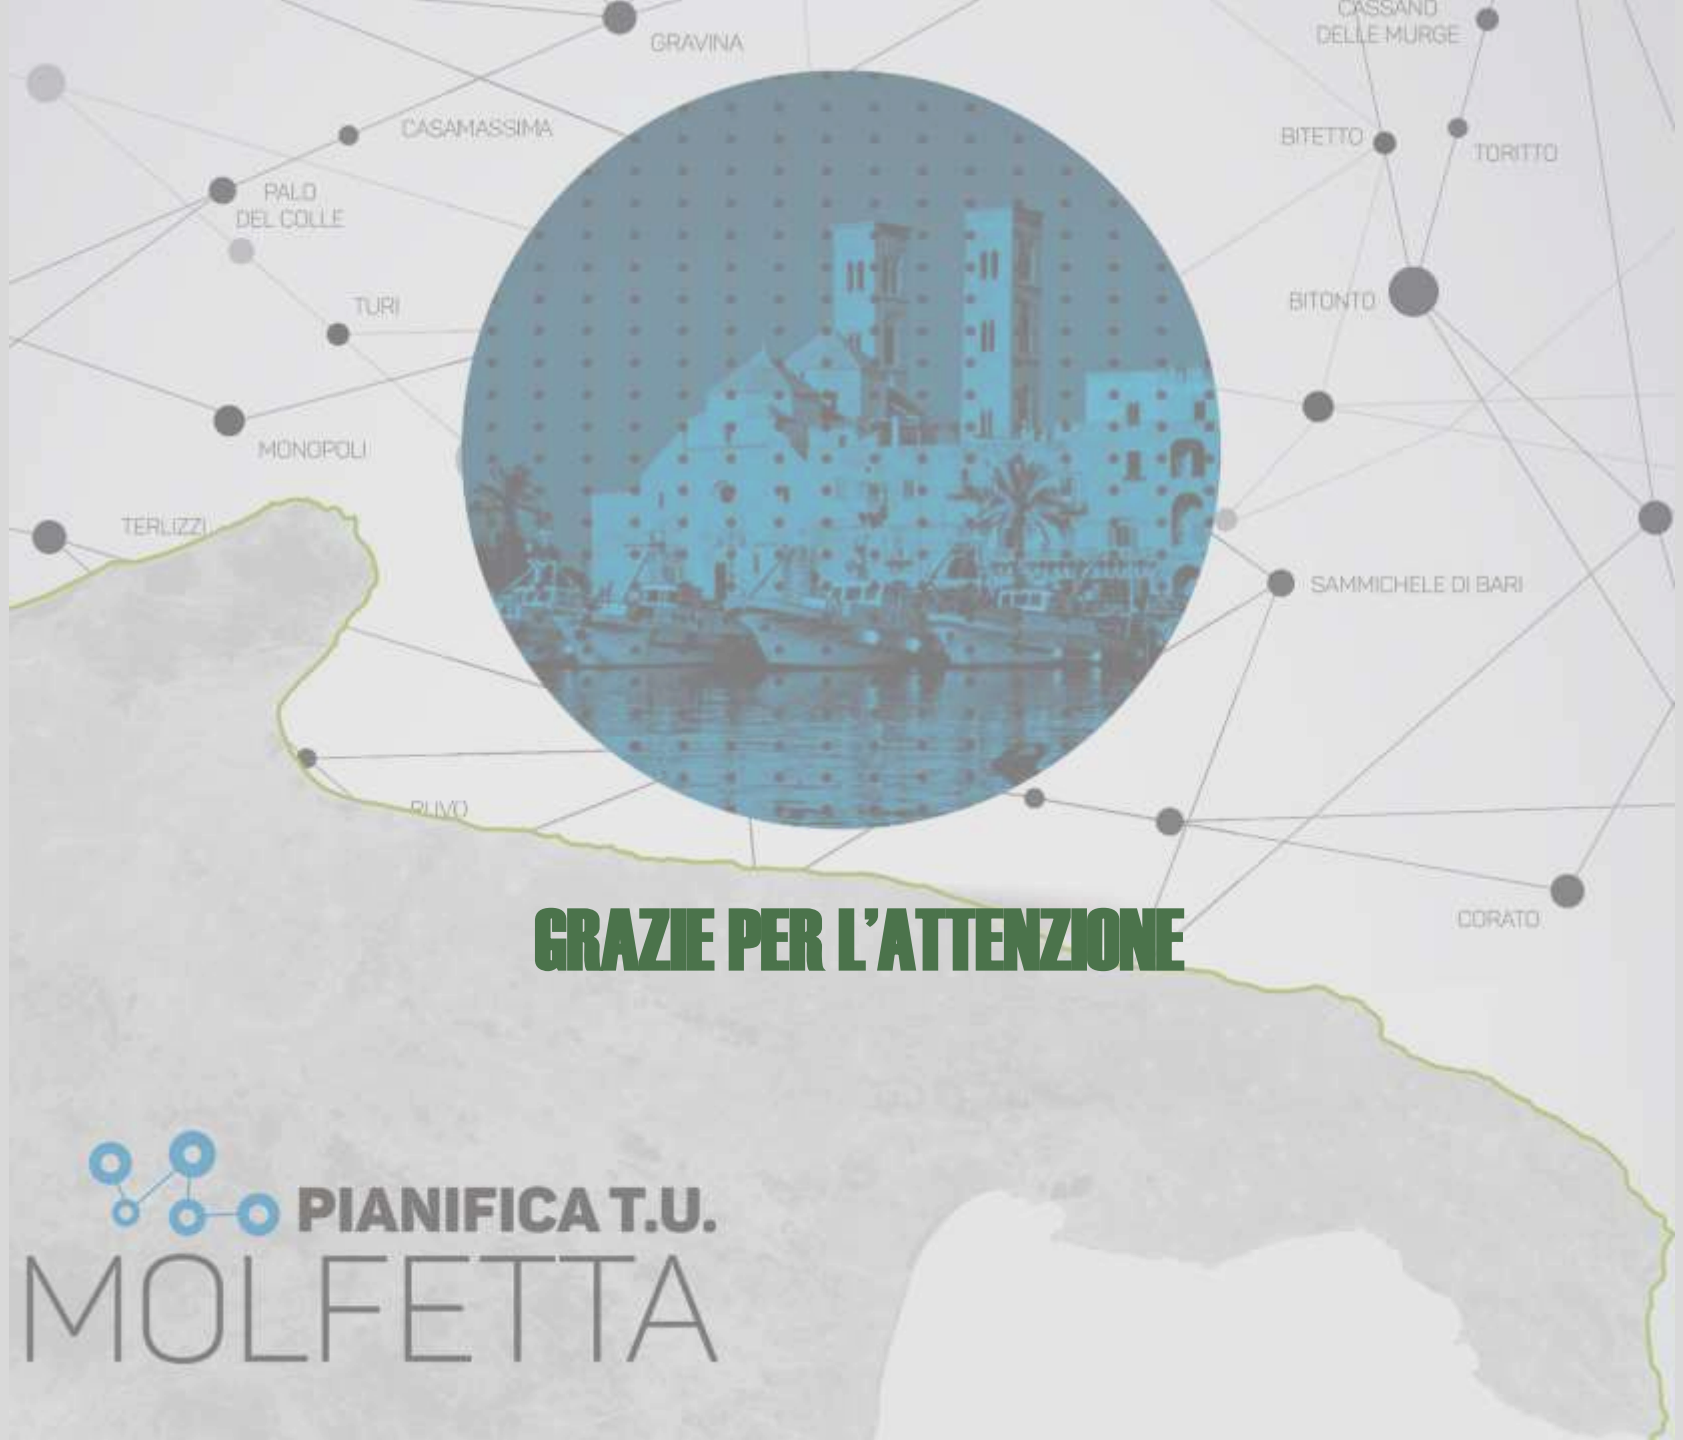 GRAVINA
CASSANO
DELLE MURGE
CASAMASSIMA
BITETTO
TORITTO
PALO
DEL COLLE
TURI
BITONTO
MONOPOLI
TERLIZZI
SAMMICHELE DI BARI
RUVO
CORATO
GRAZIE PER L’ATTENZIONE
PIANIFICA T.U.
MOLFETTA